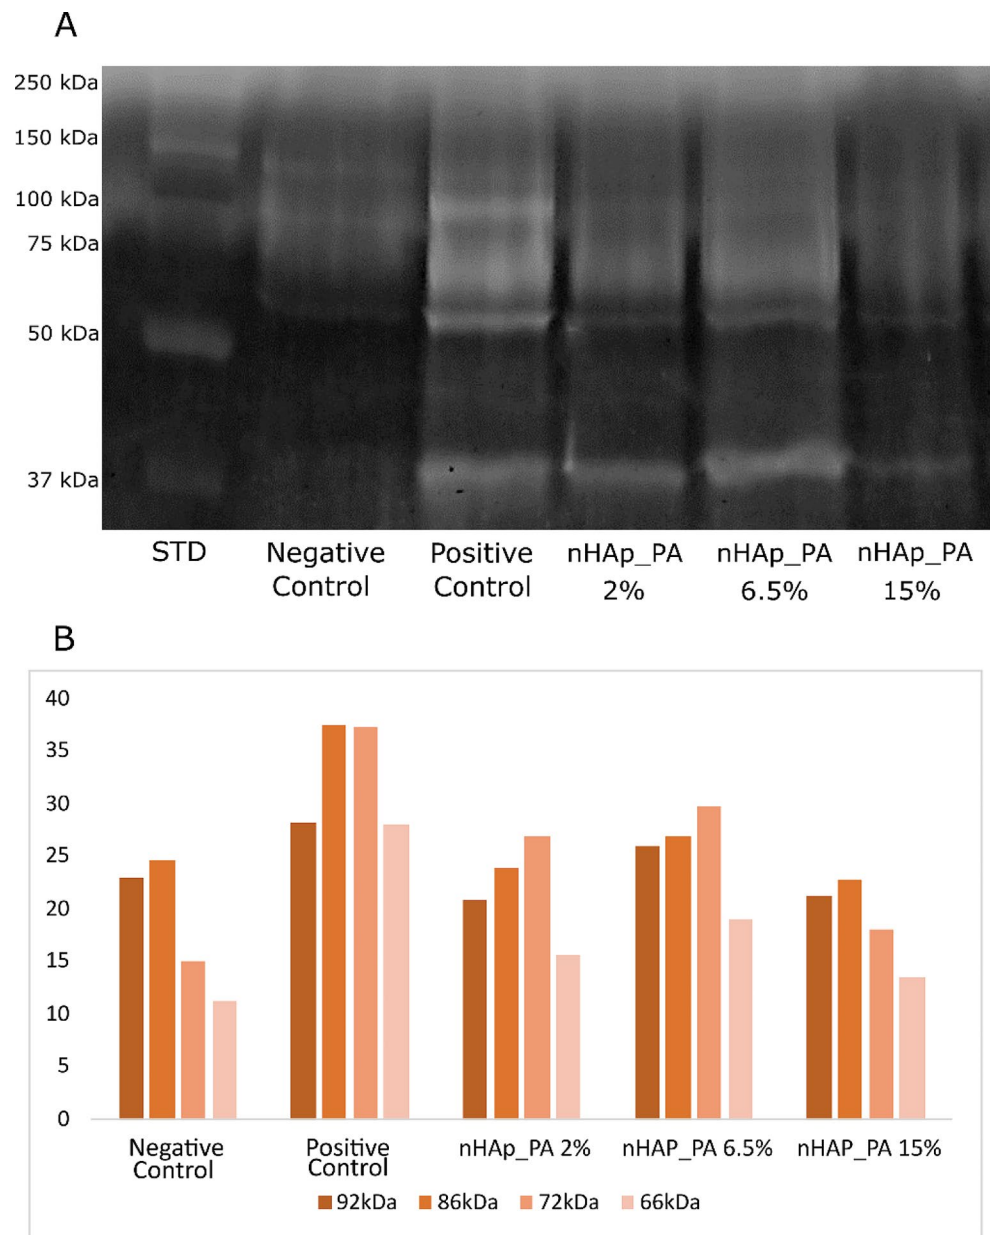 A
250 kDa
150 kDa
100 kDa
75 kDa
50 kDa
37 kDa
STD
Negative Control
Positive Control
nHAp_PA 2%
nHAp_PA 6.5%
nHAp_PA 15%
B
40
35
30
25
20
15
10
5
0
Negative Control
Positive Control
nHAp_PA 2%
nHAP_PA 6.5%
nHAP_PA 15%
92kDa 86kDa 72kDa 66kDa